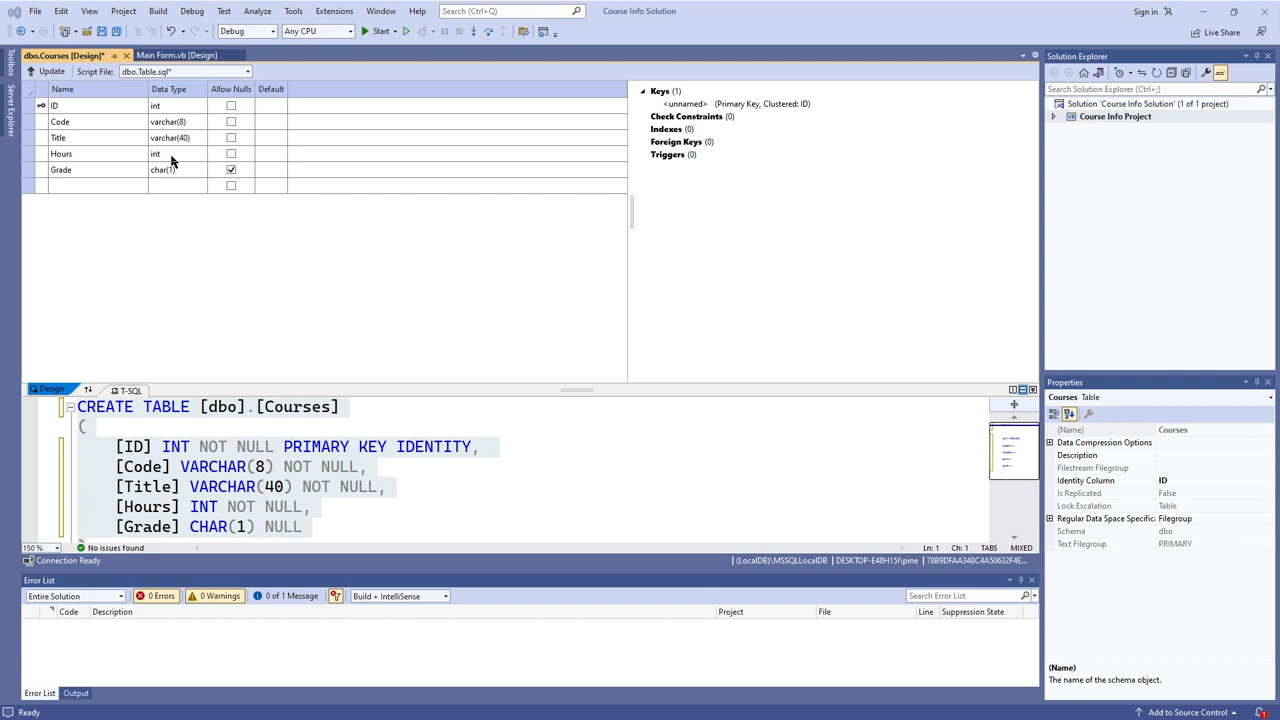 File Edit View Project Build Debug Test Analyze Tools Extensions Window Help Search (Ctrl+Q) Course Info Solution Sign in
Debug Any CPU Start Live Share
Toolbox
Server Explorer
dbo.Courses [Design]* Main Form.vb [Design]
Update Script File: dbo.Table.sql*
Name Data Type Allow Nulls Default
ID int
Code varchar(8)
Title varchar(40)
Hours int
Grade char(1)
Keys (1)
<unnamed> (Primary Key, Clustered: ID)
Check Constraints (0)
Indexes (0)
Foreign Keys (0)
Triggers (0)
Design T-SQL
CREATE TABLE [dbo].[Courses]
(
[ID] INT NOT NULL PRIMARY KEY IDENTITY,
[Code] VARCHAR(8) NOT NULL,
[Title] VARCHAR(40) NOT NULL,
[Hours] INT NOT NULL,
[Grade] CHAR(1) NULL
150 % No issues found Ln: 1 Ch: 1 TABS MIXED
Connection Ready (LocalDB)\MSSQLLocalDB DESKTOP-E48H15I\pine 78B9DFAA348C4A50632F4E...
Error List
Entire Solution 0 Errors 0 Warnings 0 of 1 Message Build + IntelliSense Search Error List
Code Description Project File Line Suppression State
Error List Output
Ready Add to Source Control 1
Solution Explorer
Search Solution Explorer (Ctrl+;)
Solution 'Course Info Solution' (1 of 1 project)
Course Info Project
Properties
Courses Table
(Name) Courses
Data Compression Options
Description
Filestream Filegroup
Identity Column ID
Is Replicated False
Lock Escalation Table
Regular Data Space Specific Filegroup
Schema dbo
Text Filegroup PRIMARY
(Name)
The name of the schema object.